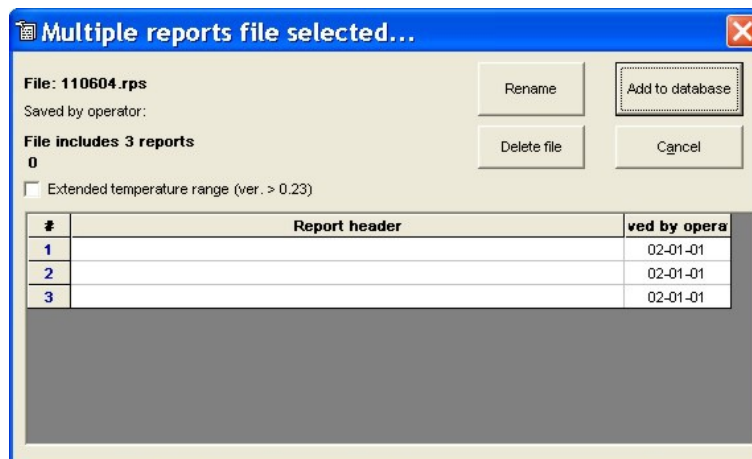 Multiple reports file selected...
File: 110604.rps
Rename
Add to database
Saved by operator:
File includes 3 reports
Delete file
Cancel
0
Extended temperature range (ver. > 0.23)
# Report header ved by opera
1 02-01-01
2 02-01-01
3 02-01-01